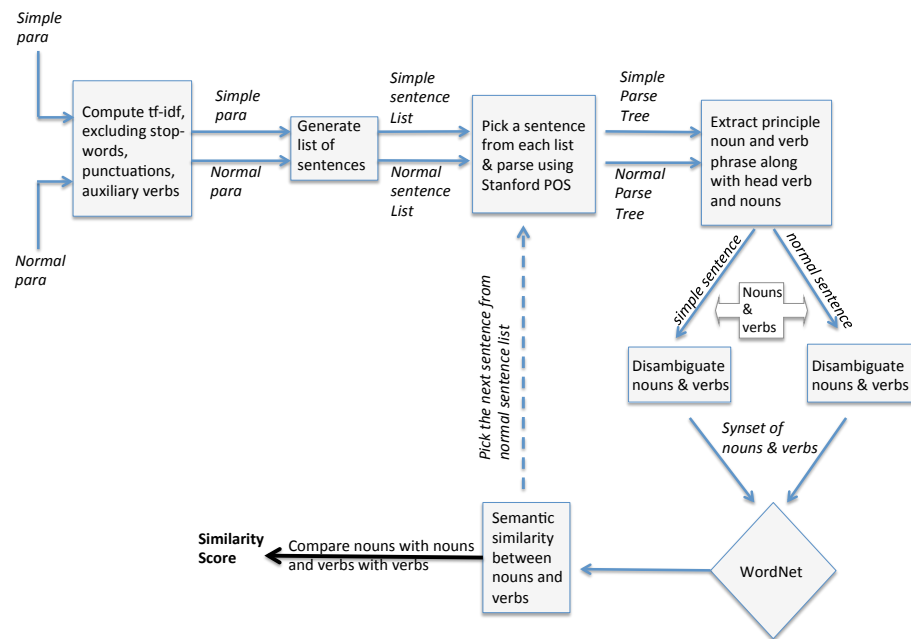 Simple
para
Compute tf-idf,
excluding stop-
words,
punctuations,
auxiliary verbs
Normal
para
Simple
para
Normal
para
Generate
list of
sentences
Simple
sentence
List
Normal
sentence
List
Pick a sentence
from each list
& parse using
Stanford POS
Simple
Parse
Tree
Normal
Parse
Tree
Extract principle
noun and verb
phrase along
with head verb
and nouns
simple sentence
normal sentence
Nouns
&
verbs
Disambiguate
nouns & verbs
Disambiguate
nouns & verbs
Synset of
nouns & verbs
WordNet
Semantic
similarity
between
nouns and
verbs
Pick the next sentence from
normal sentence list
Compare nouns with nouns
and verbs with verbs
Similarity
Score